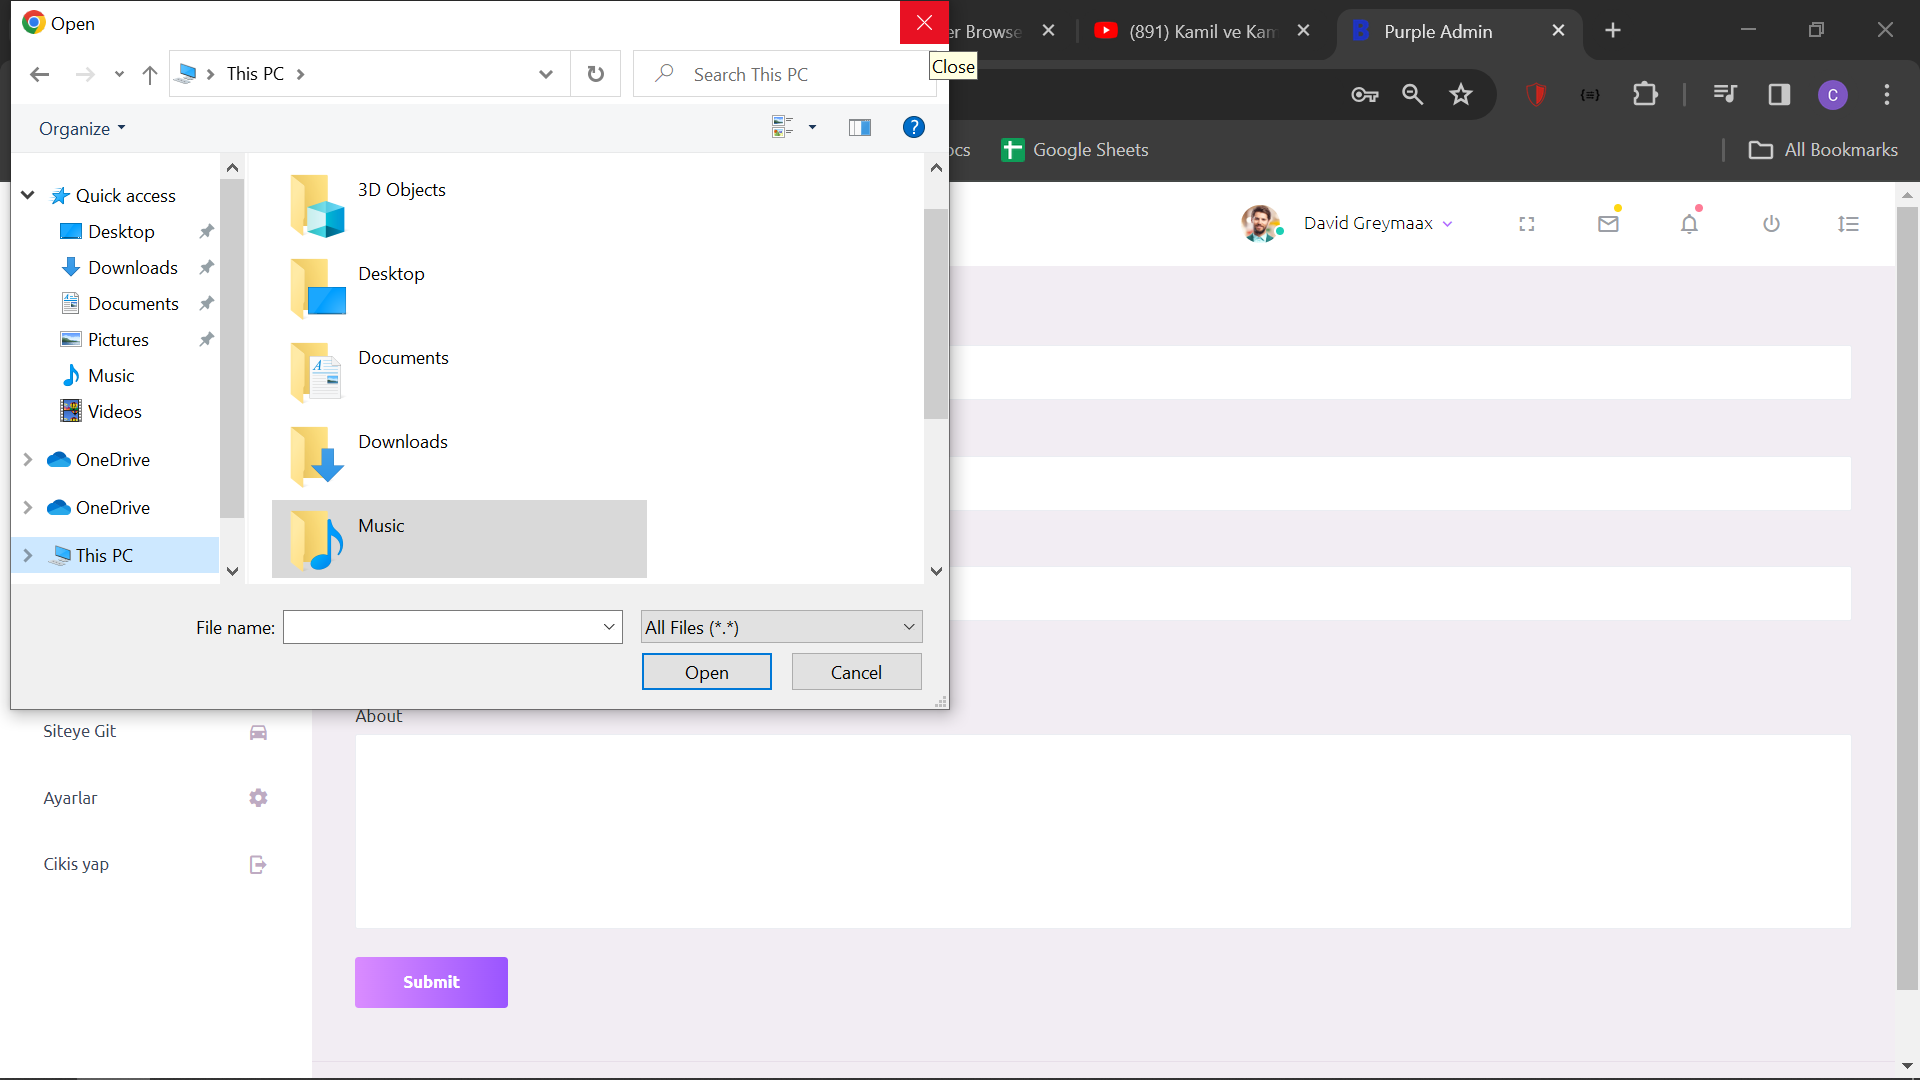 Open
er Browse
(891) Kamil ve Kam
Purple Admin
This PC
Search This PC
Close
C
Organize
?
ocs
Google Sheets
All Bookmarks
Quick access
Desktop
Downloads
Documents
Pictures
Music
Videos
OneDrive
OneDrive
This PC
3D Objects
Desktop
Documents
Downloads
Music
David Greymaax
File name:
All Files (*.*)
Open
Cancel
About
Siteye Git
Ayarlar
Cikis yap
Submit